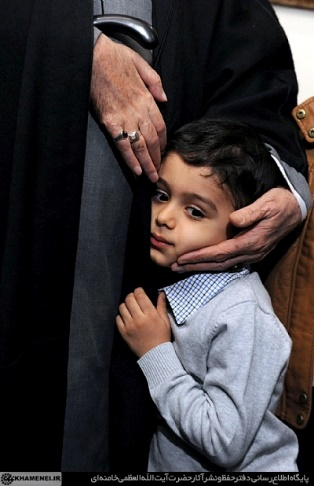 KHAMENEI.IR
پایگاه اطلاع‌رسانی دفتر حفظ و نشر آثار حضرت آیت‌الله‌العظمی خامنه‌ای